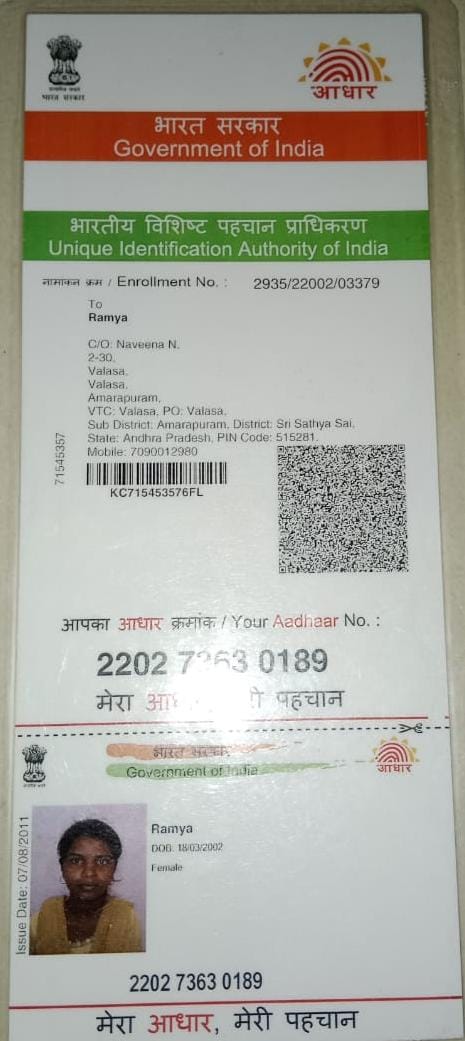 भारत सरकार
आधार
भारत सरकार
Government of India
भारतीय विशिष्ट पहचान प्राधिकरण
Unique Identification Authority of India
नामांकन क्रम / Enrollment No. : 2935/22002/03379
To
Ramya
C/O: Naveena N,
2-30,
Valasa,
Valasa,
Amarapuram,
VTC: Valasa, PO: Valasa,
Sub District: Amarapuram, District: Sri Sathya Sai,
State: Andhra Pradesh, PIN Code: 515281.
Mobile: 7090012980
71545357
KC715453576FL
आपका आधार क्रमांक / Your Aadhaar No. :
2202 0189
मेरा पहचान
भारत सरकार
Government of India
आधार
Issue Date: 07/08/2011
Ramya
DOB: 18/03/2002
Female
2202 7363 0189
मेरा आधार, मेरी पहचान